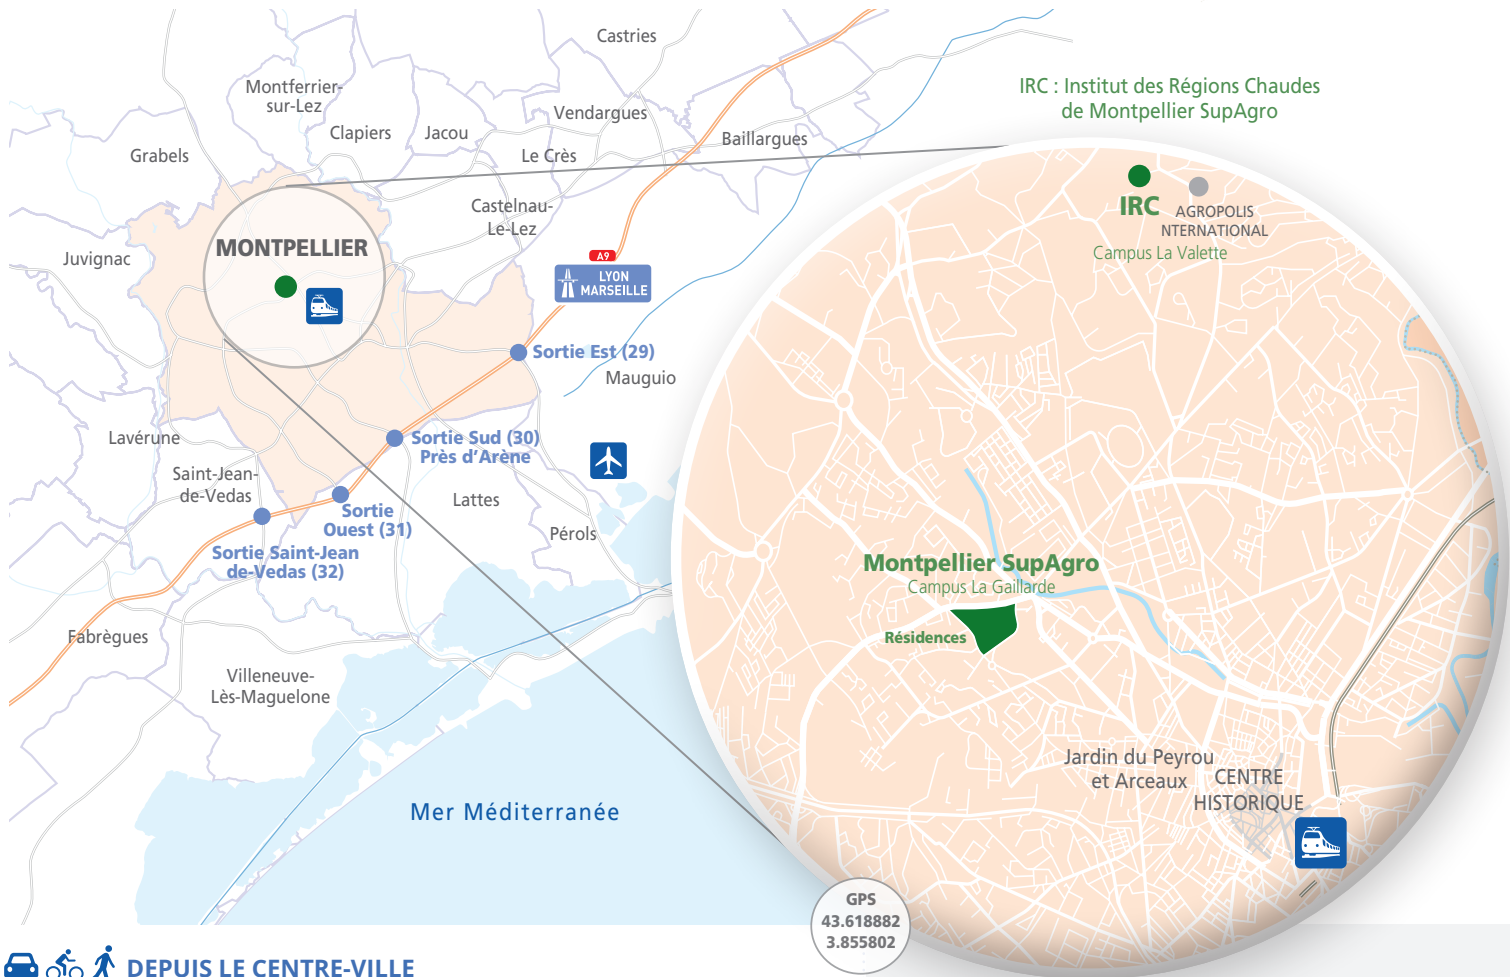 Castries
Montferrier-
sur-Lez
Vendargues
Clapiers
Jacou
Baillargues
Grabels
Le Crès
Castelnau-
Le-Lez
Juvignac
MONTPELLIER
A9
LYON
MARSEILLE
Sortie Est (29)
Mauguio
Lavérune
Sortie Sud (30)
Près d’Arène
Saint-Jean-
de-Vedas
Lattes
Sortie
Ouest (31)
Pérols
Sortie Saint-Jean
de-Vedas (32)
Fabrègues
Villeneuve-
Lès-Maguelone
Mer Méditerranée
IRC : Institut des Régions Chaudes
de Montpellier SupAgro
IRC
AGROPOLIS
NTERNATIONAL
Campus La Valette
Montpellier SupAgro
Campus La Gaillarde
Résidences
Jardin du Peyrou
et Arceaux
CENTRE
HISTORIQUE
GPS
43.618882
3.855802
DEPUIS LE CENTRE-VILLE